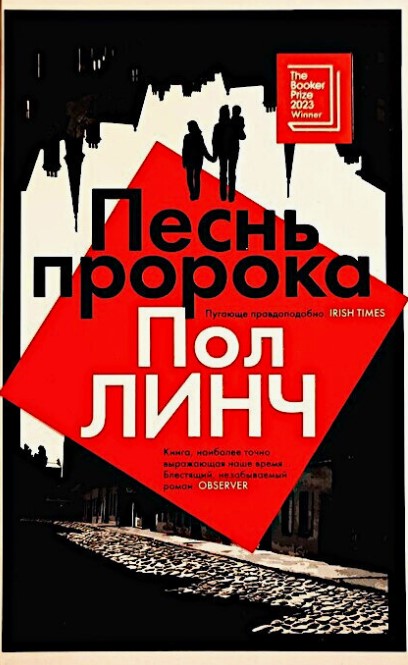 The
Booker
Prize
2023
Winner
Песнь
пророка
Пугающе правдоподобно. IRISH TIMES
Пол
ЛИНЧ
Книга, наиболее точно
выражающая наше время...
Блестящий, незабываемый
роман. OBSERVER